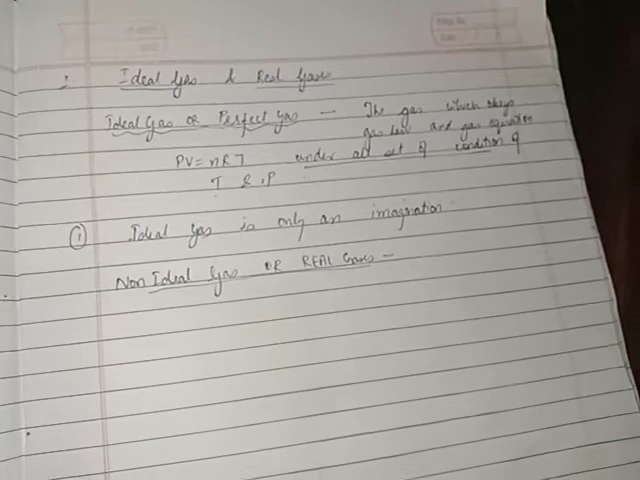 Ideal Gas & Real Gases
Ideal Gas OR Perfect Gas — The gas which obeys
gas law and gas equation
PV = nRT under all set of condition of
T & P
① Ideal gas is only an imagination
Non Ideal Gas OR REAL Gases —